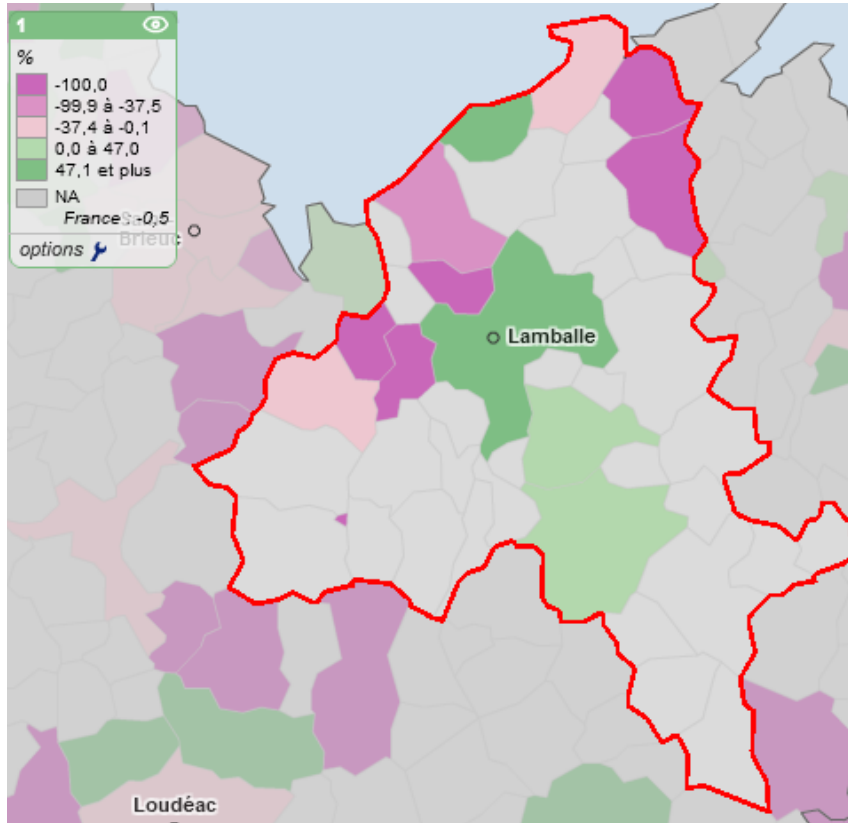 1
%
-100,0
-99,9 à -37,5
-37,4 à -0,1
0,0 à 47,0
47,1 et plus
NA
France : -0,5
Brieuc
options
Lamballe
Loudéac